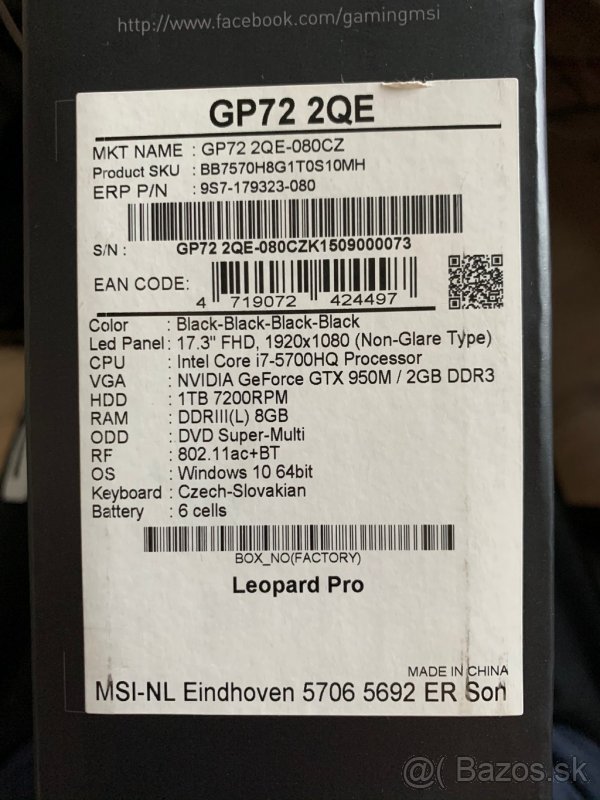 http://www.facebook.com/gamingmsi
GP72 2QE
MKT NAME : GP72 2QE-080CZ
Product SKU : BB7570H8G1T0S10MH
ERP P/N : 9S7-179323-080
S/N : GP72 2QE-080CZK1509000073
EAN CODE: 4 719072 424497
Color : Black-Black-Black-Black
Led Panel: 17.3" FHD, 1920x1080 (Non-Glare Type)
CPU : Intel Core i7-5700HQ Processor
VGA : NVIDIA GeForce GTX 950M / 2GB DDR3
HDD : 1TB 7200RPM
RAM : DDRIII(L) 8GB
ODD : DVD Super-Multi
RF : 802.11ac+BT
OS : Windows 10 64bit
Keyboard : Czech-Slovakian
Battery : 6 cells
BOX_NO(FACTORY)
Leopard Pro
MADE IN CHINA
MSI-NL Eindhoven 5706 5692 ER Son
@( Bazos.sk